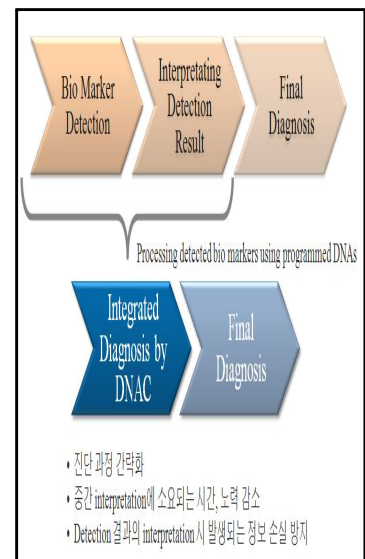 Bio Marker
Detection
Interpretating
Detection
Result
Final
Diagnosis
Processing detected bio markers using programmed DNAs
Integrated
Diagnosis by
DNAC
Final
Diagnosis
• 진단 과정 간략화
• 중간 interpretation에 소요되는 시간, 노력 감소
• Detection 결과의 interpretation 시 발생되는 정보 손실 방지